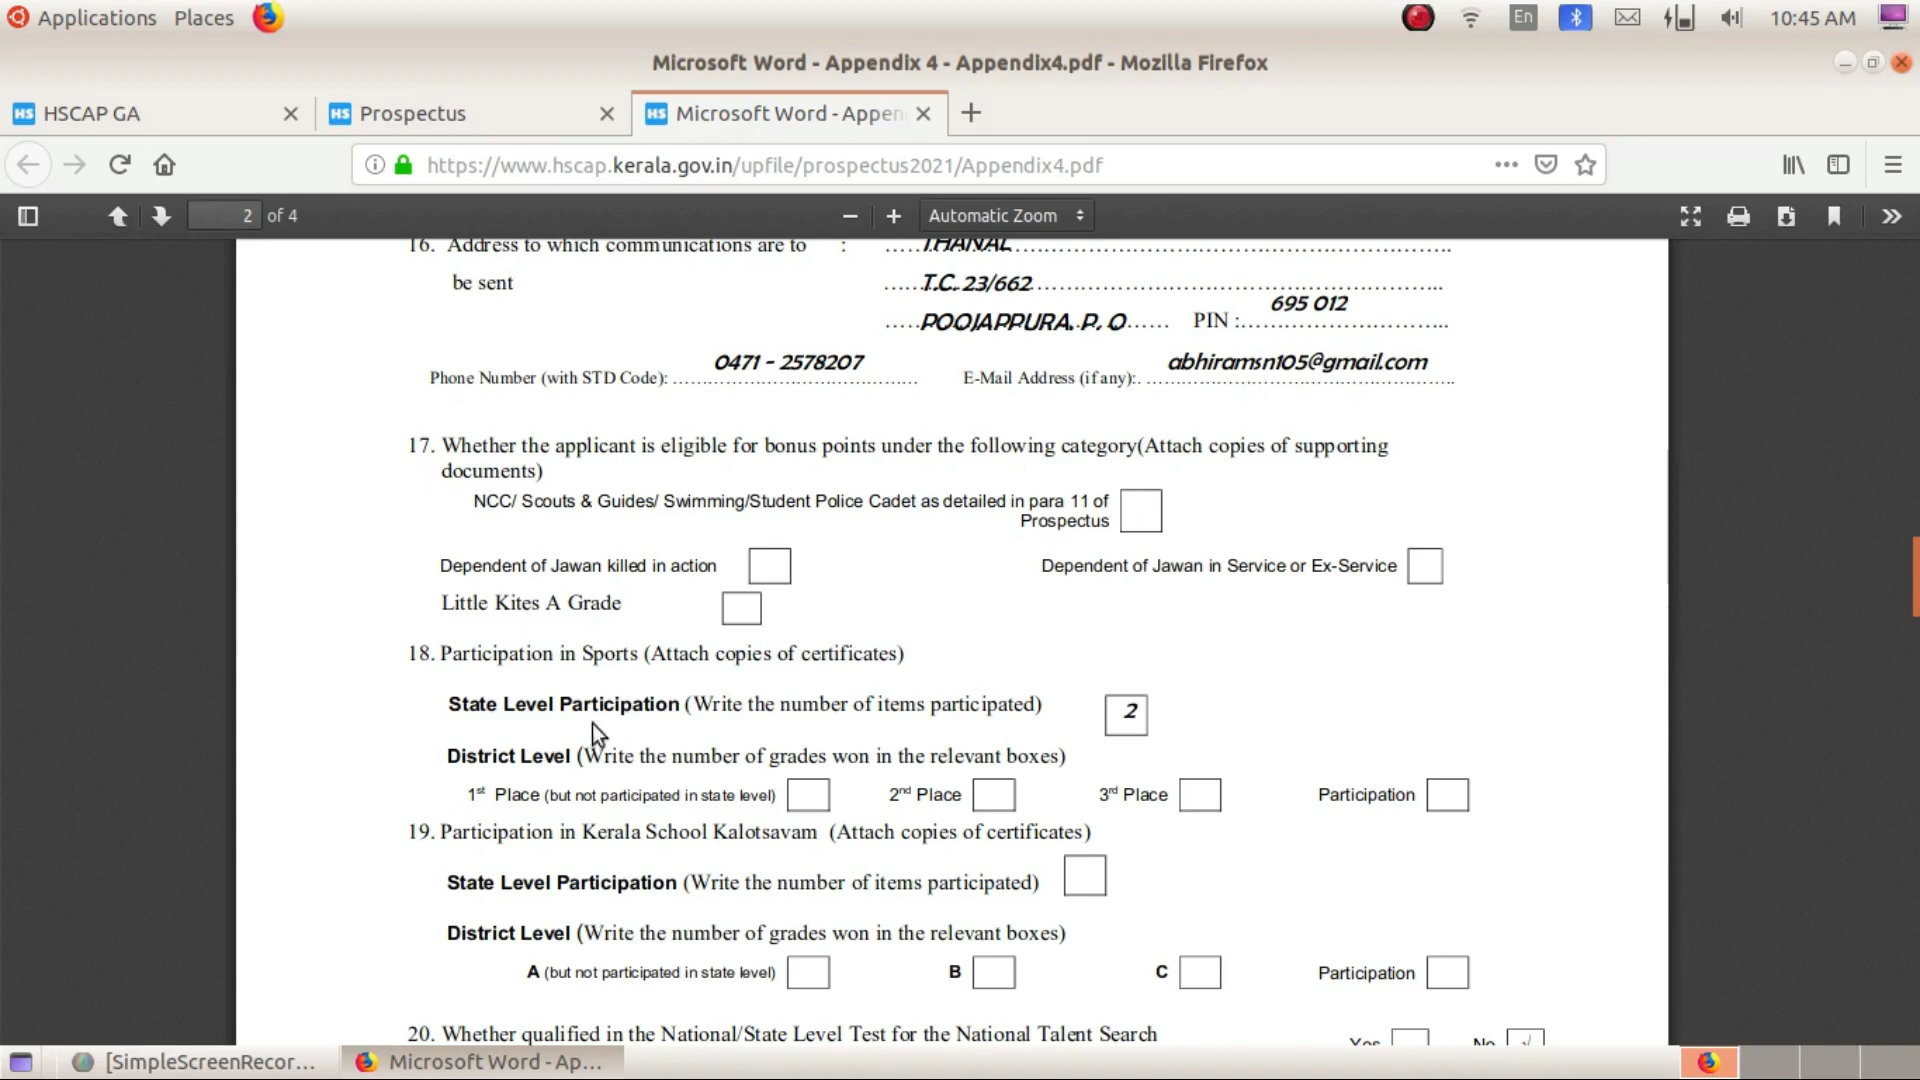 Applications Places En 10:45 AM
Microsoft Word - Appendix 4 - Appendix4.pdf - Mozilla Firefox
HS HSCAP GA HS Prospectus HS Microsoft Word - Appen
https://www.hscap.kerala.gov.in/upfile/prospectus2021/Appendix4.pdf
2 of 4 Automatic Zoom
16. Address to which communications are to : THANAL
be sent T.C. 23/662
POOJAPPURA. P. O PIN : 695 012
Phone Number (with STD Code): 0471 - 2578207 E-Mail Address (if any): abhiramsn105@gmail.com
17. Whether the applicant is eligible for bonus points under the following category(Attach copies of supporting
documents)
NCC/ Scouts & Guides/ Swimming/Student Police Cadet as detailed in para 11 of
Prospectus
Dependent of Jawan killed in action Dependent of Jawan in Service or Ex-Service
Little Kites A Grade
18. Participation in Sports (Attach copies of certificates)
State Level Participation (Write the number of items participated) 2
District Level (Write the number of grades won in the relevant boxes)
1st Place (but not participated in state level) 2nd Place 3rd Place Participation
19. Participation in Kerala School Kalotsavam (Attach copies of certificates)
State Level Participation (Write the number of items participated)
District Level (Write the number of grades won in the relevant boxes)
A (but not participated in state level) B C Participation
20. Whether qualified in the National/State Level Test for the National Talent Search Yes No √
[SimpleScreenRecor... Microsoft Word - Ap...